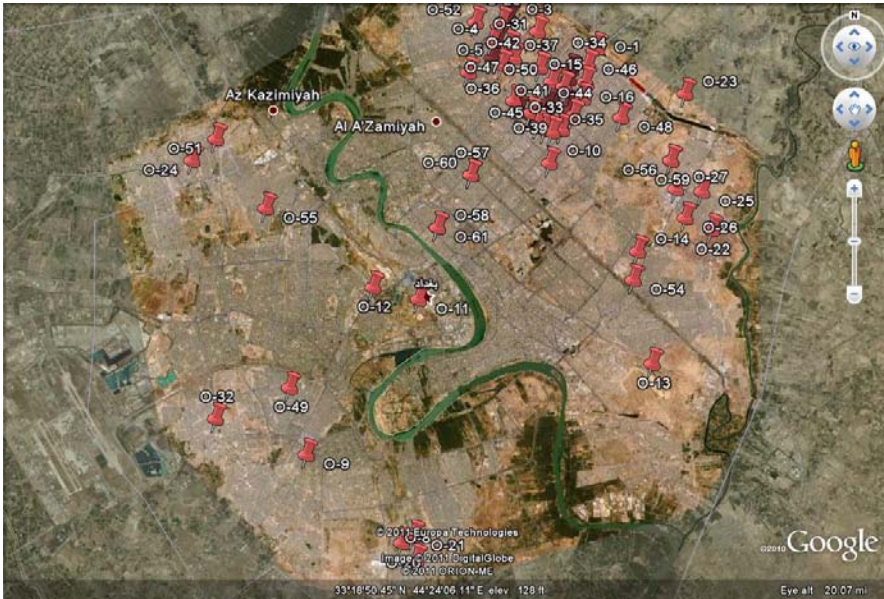 O-52
O-3
O-31
O-4
O-42
O-37
O-34
O-1
O-5
O-50
O-15
O-46
O-47
O-23
O-36
O-41
O-44
O-16
O-45
O-33
O-35
O-48
O-39
N
Az Kazimiyah
Al A'Zamiyah
O-51
O-24
O-57
O-60
O-10
O-56
O-59
O-27
O-25
O-55
O-58
O-61
O-14
O-26
O-22
بغداد
O-12
O-11
O-54
O-13
O-32
O-49
O-9
© 2011 Europa Technologies
O-21
Image © 2011 DigitalGlobe
© 2011 ORION-ME
©2010 Google
33°18'50.45" N 44°24'06.11" E elev 128 ft
Eye alt 20.07 mi